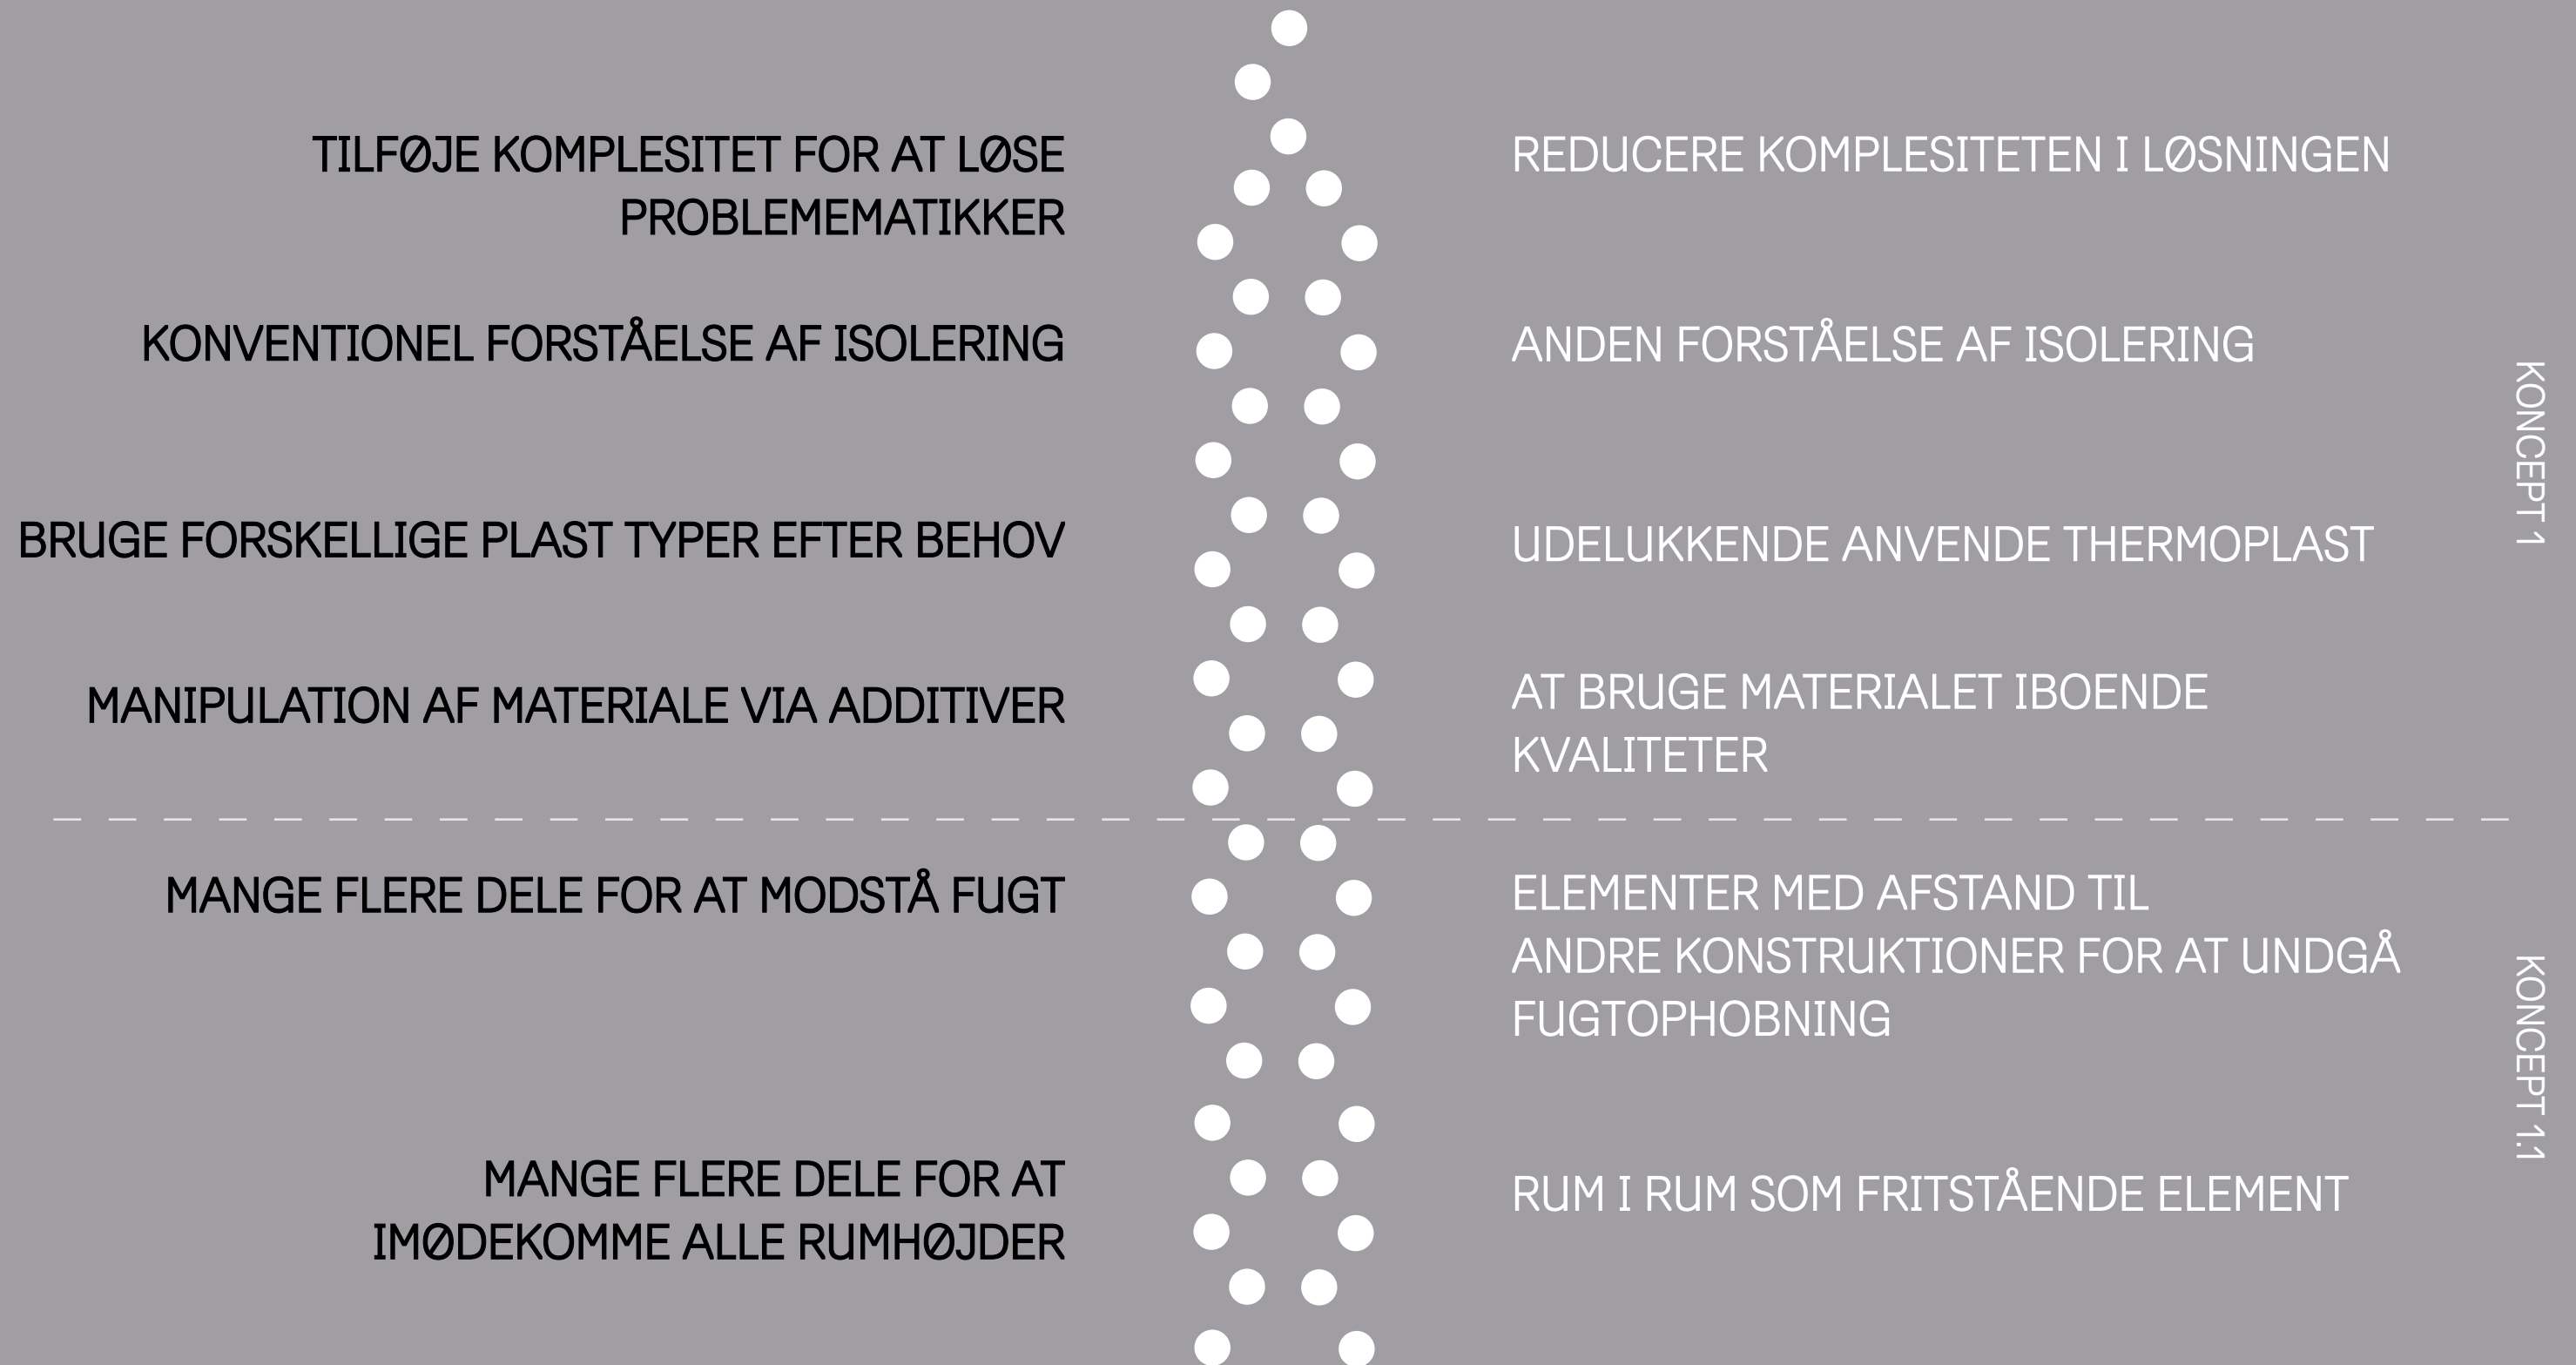 TILFØJE KOMPLESITET FOR AT LØSE
PROBLEMEMATIKKER
REDUCERE KOMPLESITETEN I LØSNINGEN
KONVENTIONEL FORSTÅELSE AF ISOLERING
ANDEN FORSTÅELSE AF ISOLERING
BRUGE FORSKELLIGE PLAST TYPER EFTER BEHOV
UDELUKKENDE ANVENDE THERMOPLAST
MANIPULATION AF MATERIALE VIA ADDITIVER
AT BRUGE MATERIALET IBOENDE
KVALITETER
KONCEPT 1
MANGE FLERE DELE FOR AT MODSTÅ FUGT
ELEMENTER MED AFSTAND TIL
ANDRE KONSTRUKTIONER FOR AT UNDGÅ
FUGTOPHOBNING
MANGE FLERE DELE FOR AT
IMØDEKOMME ALLE RUMHØJDER
RUM I RUM SOM FRITSTÅENDE ELEMENT
KONCEPT 1.1